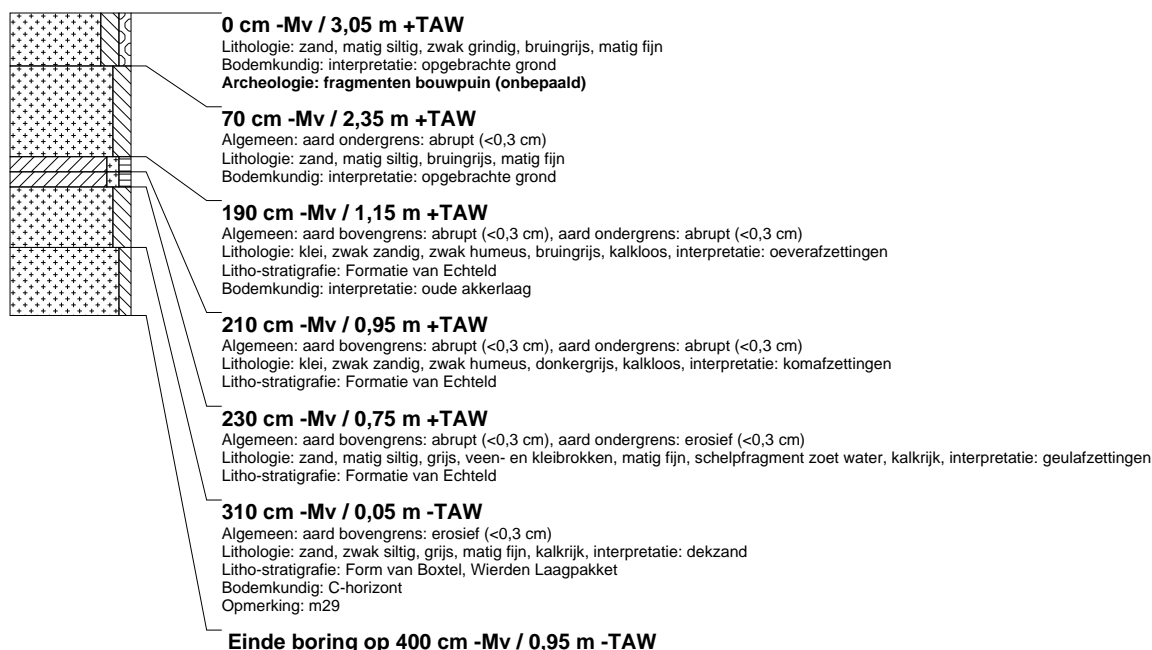 0 cm -Mv / 3,05 m +TAW
Lithologie: zand, matig siltig, zwak grindig, bruingrijs, matig fijn
Bodemkundig: interpretatie: opgebrachte grond
Archeologie: fragmenten bouwpuin (onbepaald)
70 cm -Mv / 2,35 m +TAW
Algemeen: aard ondergrens: abrupt (<0,3 cm)
Lithologie: zand, matig siltig, bruingrijs, matig fijn
Bodemkundig: interpretatie: opgebrachte grond
190 cm -Mv / 1,15 m +TAW
Algemeen: aard bovengrens: abrupt (<0,3 cm), aard ondergrens: abrupt (<0,3 cm)
Lithologie: klei, zwak zandig, zwak humeus, bruingrijs, kalkloos, interpretatie: oeverafzettingen
Litho-stratigrafie: Formatie van Echteld
Bodemkundig: interpretatie: oude akkerlaag
210 cm -Mv / 0,95 m +TAW
Algemeen: aard bovengrens: abrupt (<0,3 cm), aard ondergrens: abrupt (<0,3 cm)
Lithologie: klei, zwak zandig, zwak humeus, donkergrijs, kalkloos, interpretatie: komafzettingen
Litho-stratigrafie: Formatie van Echteld
230 cm -Mv / 0,75 m +TAW
Algemeen: aard bovengrens: abrupt (<0,3 cm), aard ondergrens: erosief (<0,3 cm)
Lithologie: zand, matig siltig, grijs, veen- en kleibrokken, matig fijn, schelpfragment zoet water, kalkrijk, interpretatie: geulafzettingen
Litho-stratigrafie: Formatie van Echteld
310 cm -Mv / 0,05 m -TAW
Algemeen: aard bovengrens: erosief (<0,3 cm)
Lithologie: zand, zwak siltig, grijs, matig fijn, kalkrijk, interpretatie: dekzand
Litho-stratigrafie: Form van Boxtel, Wierden Laagpakket
Bodemkundig: C-horizont
Opmerking: m29
Einde boring op 400 cm -Mv / 0,95 m -TAW